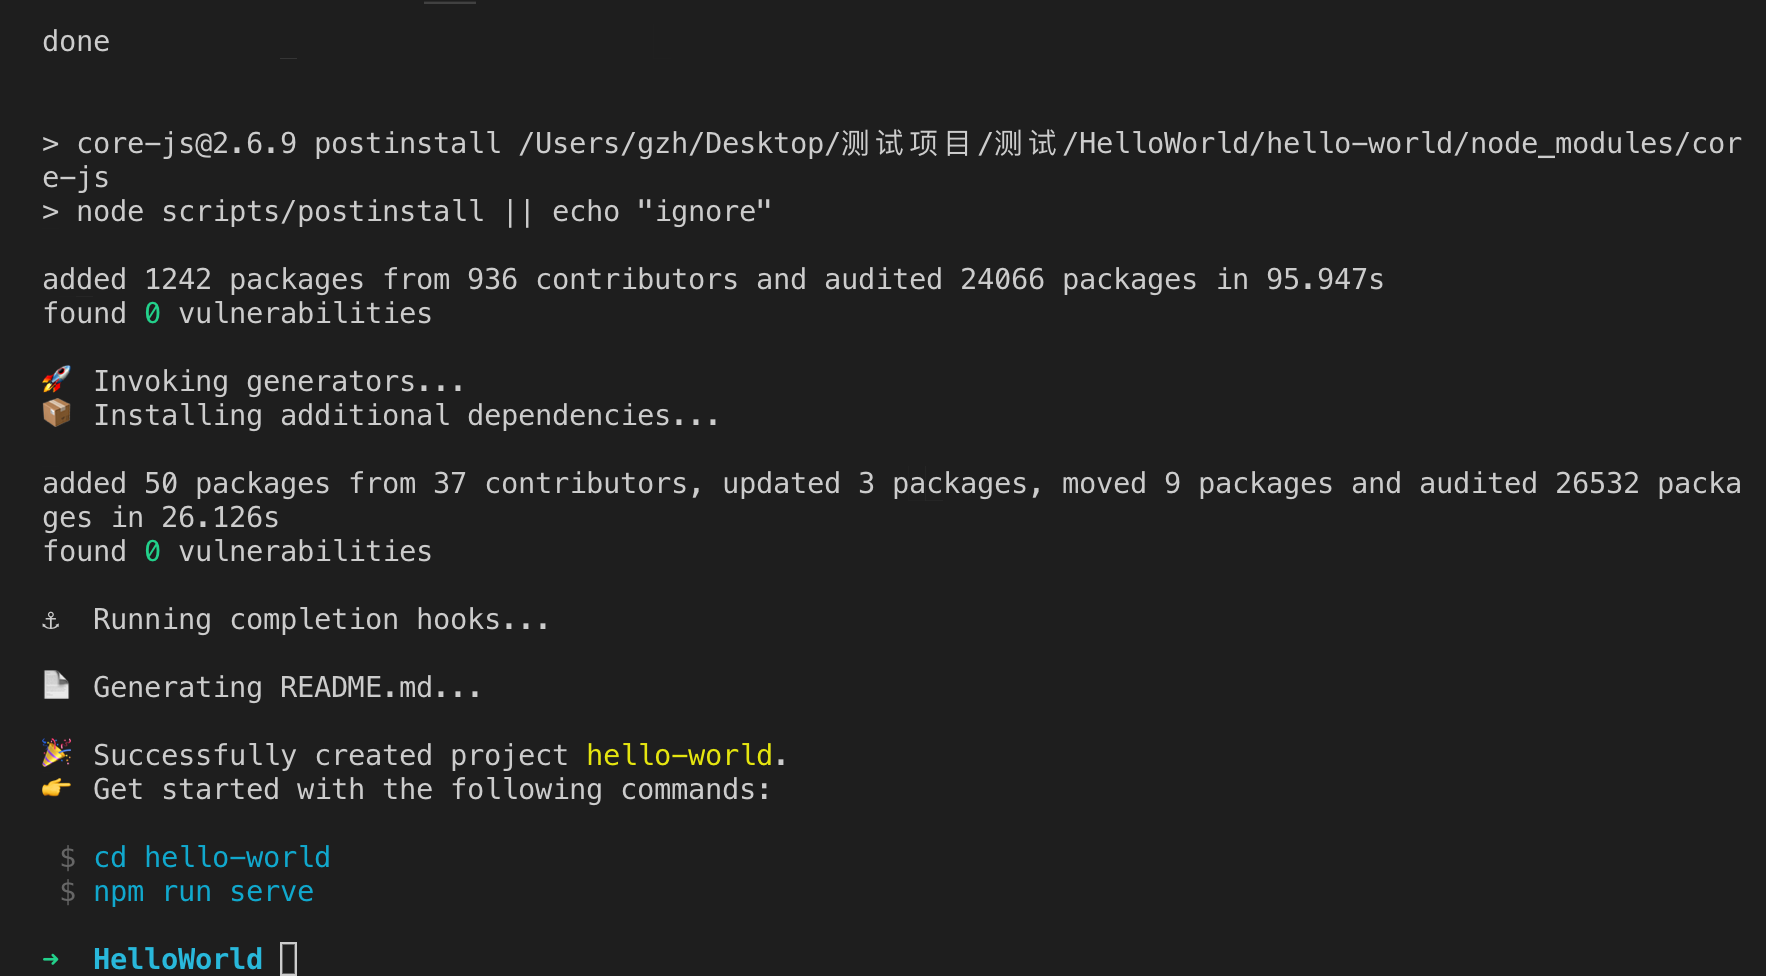 done
> core-js@2.6.9 postinstall /Users/gzh/Desktop/测试项目/测试/HelloWorld/hello-world/node_modules/cor
e-js
> node scripts/postinstall || echo "ignore"
added 1242 packages from 936 contributors and audited 24066 packages in 95.947s
found 0 vulnerabilities
🚀 Invoking generators...
📦 Installing additional dependencies...
added 50 packages from 37 contributors, updated 3 packages, moved 9 packages and audited 26532 packa
ges in 26.126s
found 0 vulnerabilities
⚓ Running completion hooks...
📄 Generating README.md...
🎉 Successfully created project hello-world.
👉 Get started with the following commands:
$ cd hello-world
$ npm run serve
➜ HelloWorld